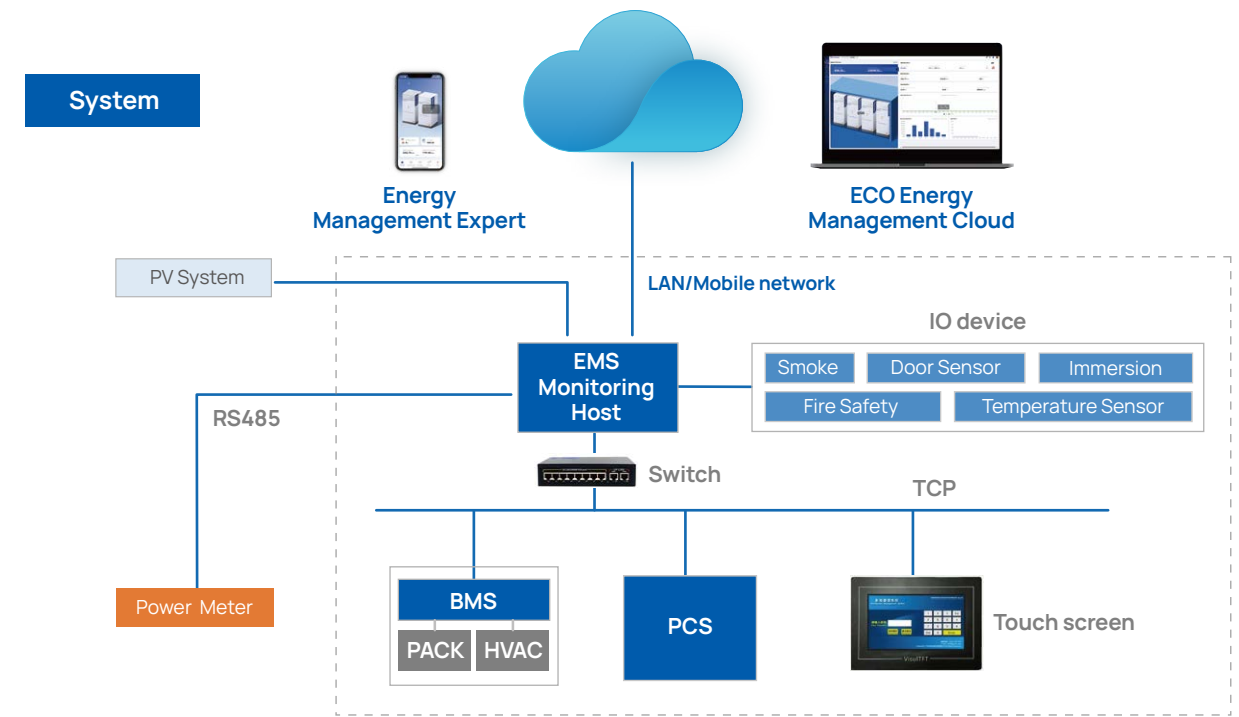 System
Energy
Management Expert
ECO Energy
Management Cloud
PV System
LAN/Mobile network
IO device
EMS
Monitoring
Host
Smoke
Door Sensor
Immersion
Fire Safety
Temperature Sensor
RS485
Switch
TCP
Power Meter
BMS
PACK
HVAC
PCS
Touch screen